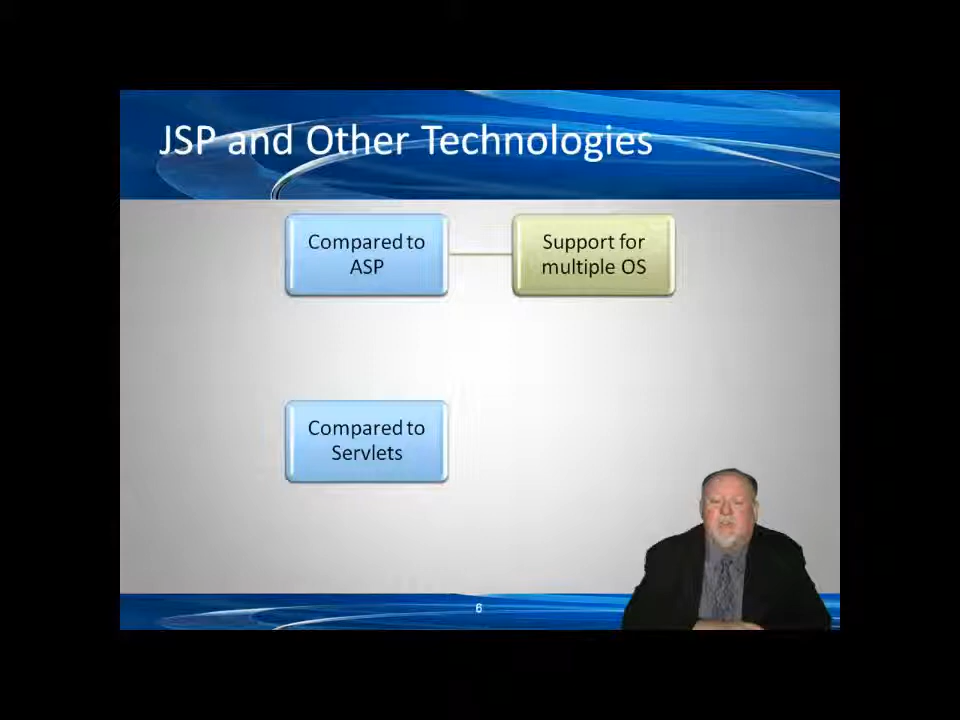 JSP and Other Technologies
Compared to
ASP
Support for
multiple OS
Compared to
Servlets
6